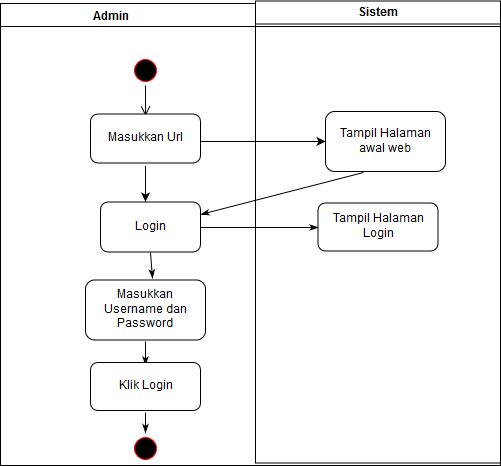 Admin
Sistem
Masukkan Url
Tampil Halaman
awal web
Login
Tampil Halaman
Login
Masukkan
Username dan
Password
Klik Login